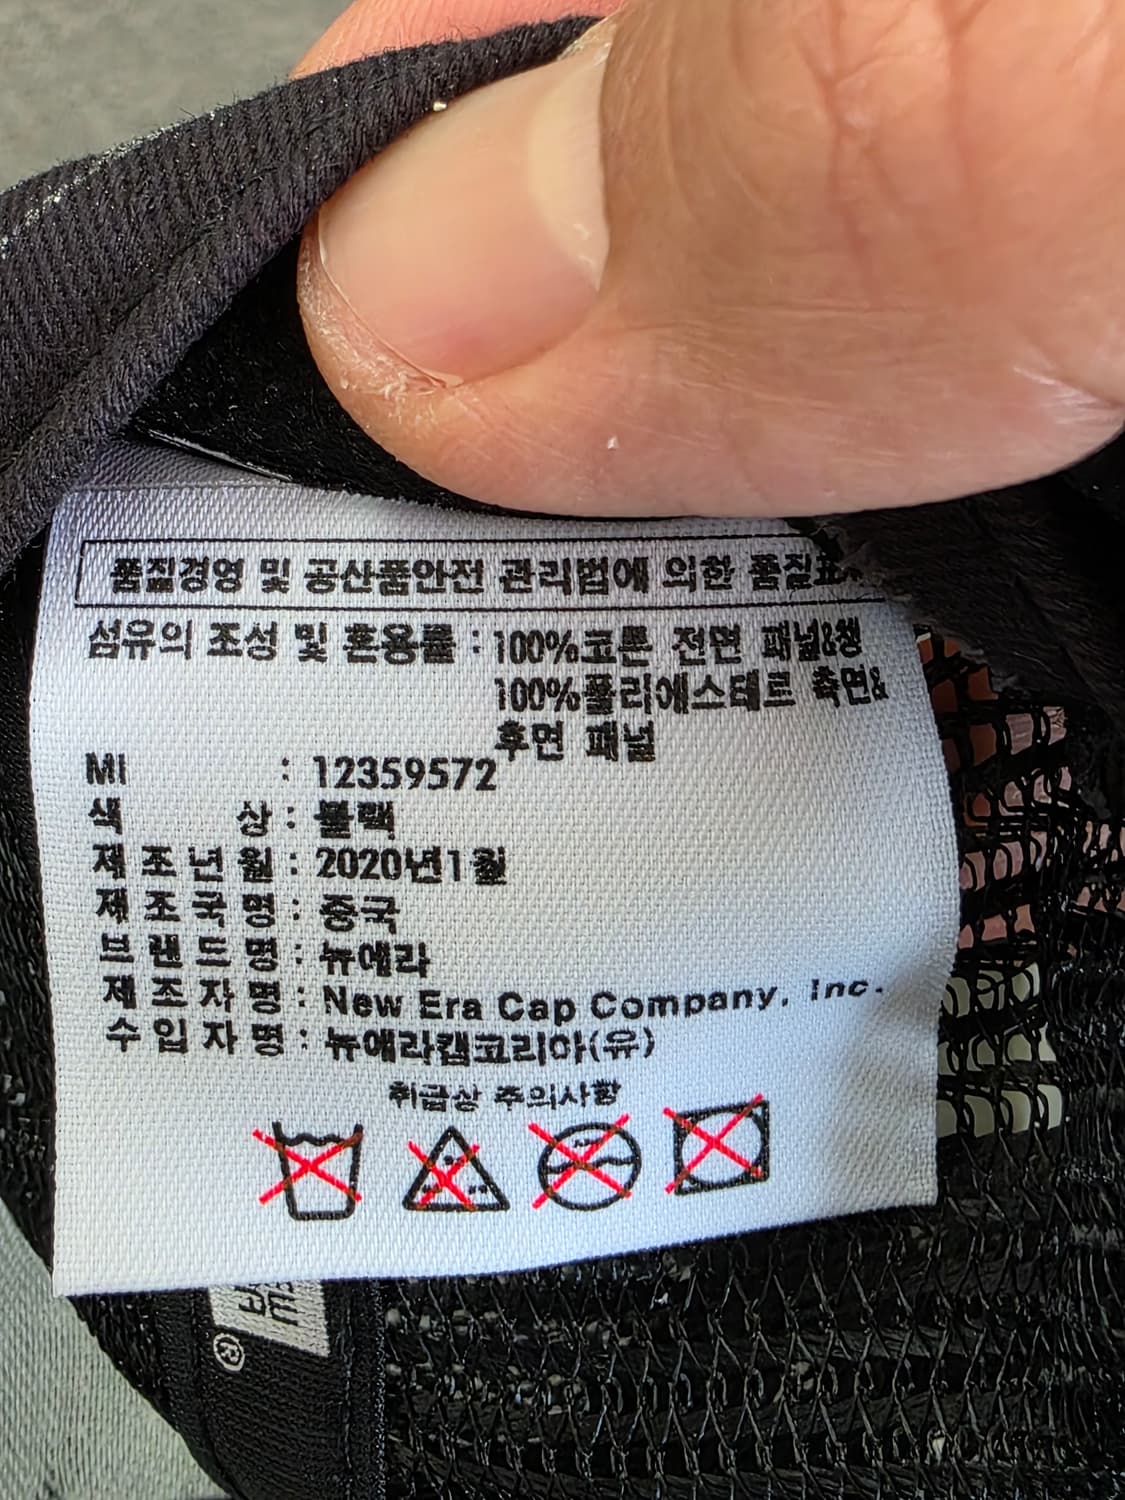 품질경영 및 공산품안전 관리법에 의한
섬유의 조성 및 혼용률 : 100%코튼 전면 패널&챙
100%폴리에스테르 측면&
후면 패널
MI : 12359572
색 상 : 블랙
제 조 년 월 : 2020년1월
제 조 국 명 : 중국
브 랜 드 명 : 뉴에라
제 조 자 명 : New Era Cap Company, Inc.
수 입 자 명 : 뉴에라캡코리아(유)
취급상 주의사항
®